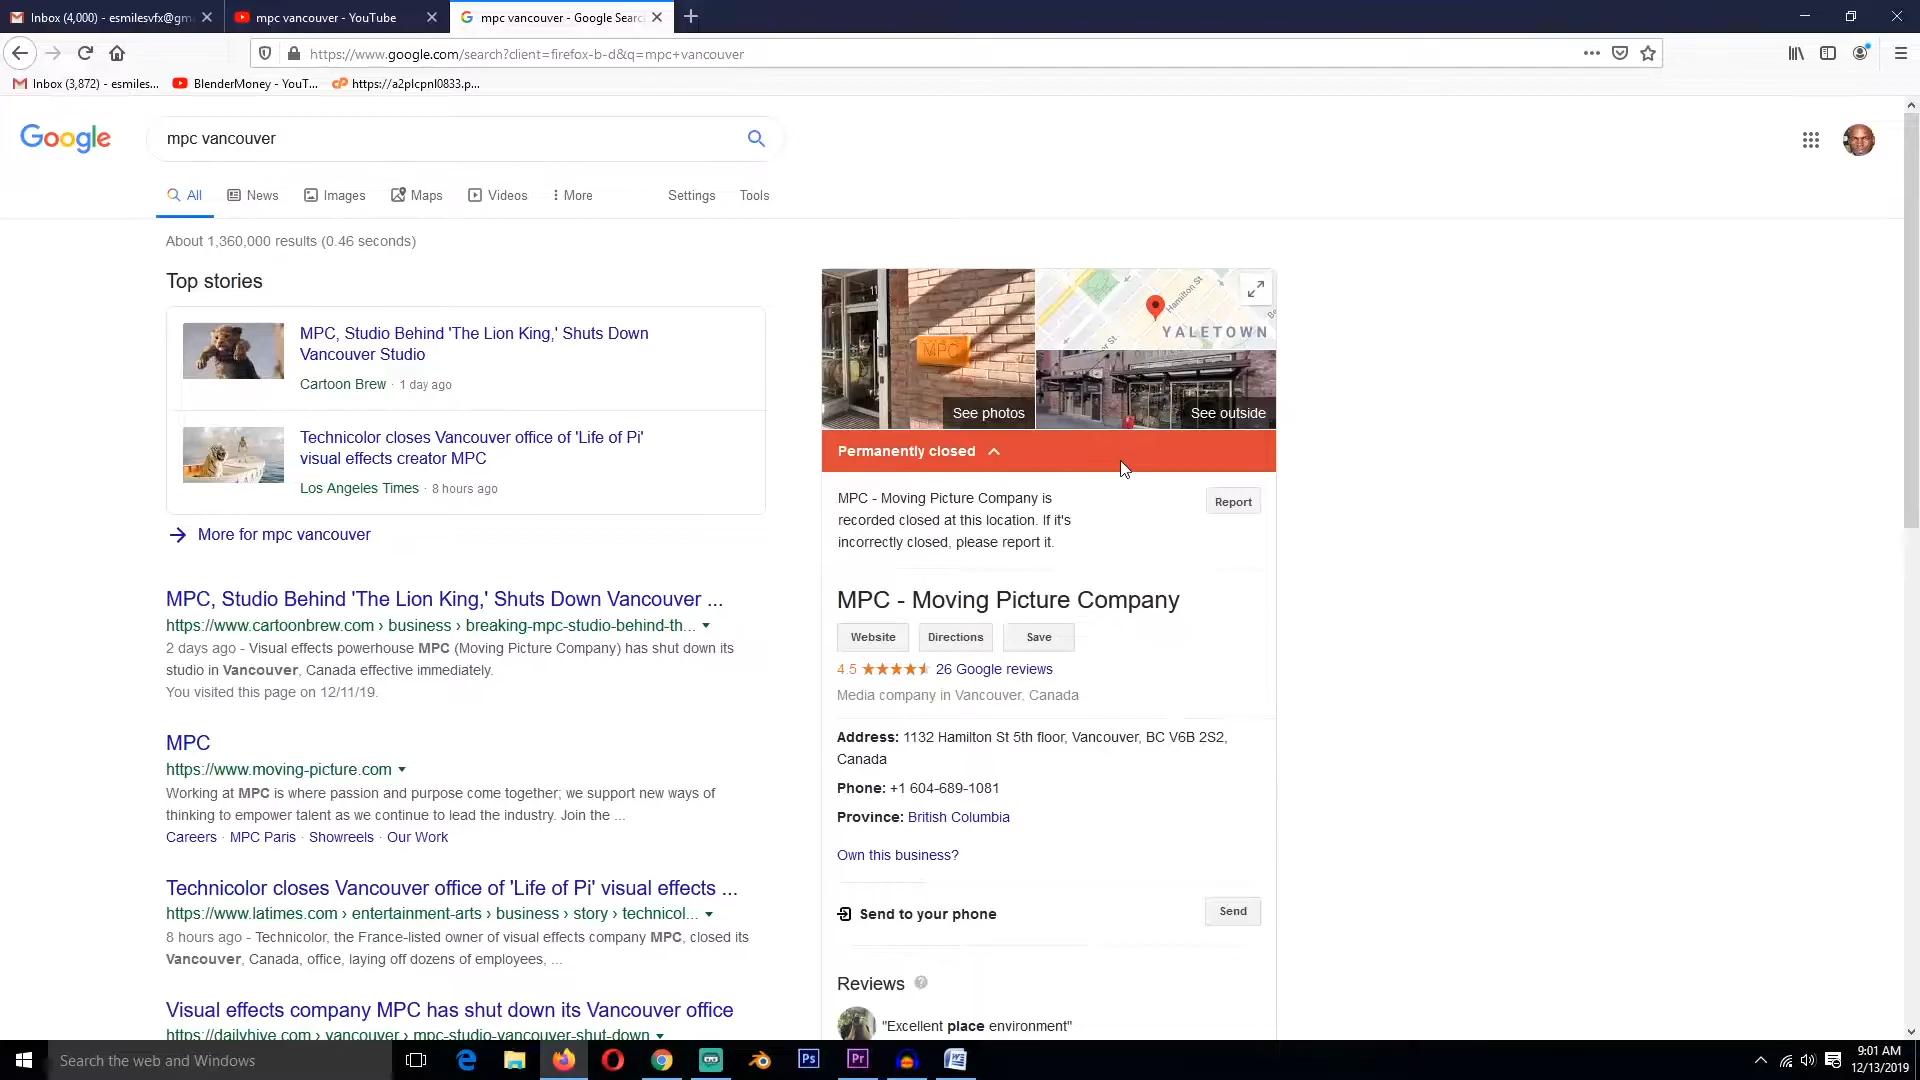 Inbox (4,000) - esmilesvfx@gm
mpc vancouver - YouTube
mpc vancouver - Google Searc
https://www.google.com/search?client=firefox-b-d&q=mpc+vancouver
Inbox (3,872) - esmiles...
BlenderMoney - YouT...
https://a2plcpnl0833.p...
Google
mpc vancouver
All
News
Images
Maps
Videos
More
Settings
Tools
About 1,360,000 results (0.46 seconds)
Top stories
MPC, Studio Behind 'The Lion King,' Shuts Down
Vancouver Studio
Cartoon Brew · 1 day ago
Technicolor closes Vancouver office of 'Life of Pi'
visual effects creator MPC
Los Angeles Times · 8 hours ago
More for mpc vancouver
MPC, Studio Behind 'The Lion King,' Shuts Down Vancouver ...
https://www.cartoonbrew.com › business › breaking-mpc-studio-behind-th...
2 days ago - Visual effects powerhouse MPC (Moving Picture Company) has shut down its
studio in Vancouver, Canada effective immediately.
You visited this page on 12/11/19.
MPC
https://www.moving-picture.com
Working at MPC is where passion and purpose come together; we support new ways of
thinking to empower talent as we continue to lead the industry. Join the ...
Careers · MPC Paris · Showreels · Our Work
Technicolor closes Vancouver office of 'Life of Pi' visual effects ...
https://www.latimes.com › entertainment-arts › business › story › technicol...
8 hours ago - Technicolor, the France-listed owner of visual effects company MPC, closed its
Vancouver, Canada, office, laying off dozens of employees, ...
Visual effects company MPC has shut down its Vancouver office
https://dailyhive.com › vancouver › mpc-studio-vancouver-shut-down
11
MPC
See photos
Hamilton St
YALETOWN
See outside
Permanently closed
MPC - Moving Picture Company is
recorded closed at this location. If it's
incorrectly closed, please report it.
Report
MPC - Moving Picture Company
Website
Directions
Save
4.5
26 Google reviews
Media company in Vancouver, Canada
Address: 1132 Hamilton St 5th floor, Vancouver, BC V6B 2S2,
Canada
Phone: +1 604-689-1081
Province: British Columbia
Own this business?
Send to your phone
Send
Reviews
"Excellent place environment"
Search the web and Windows
Ps
Pr
9:01 AM
12/13/2019